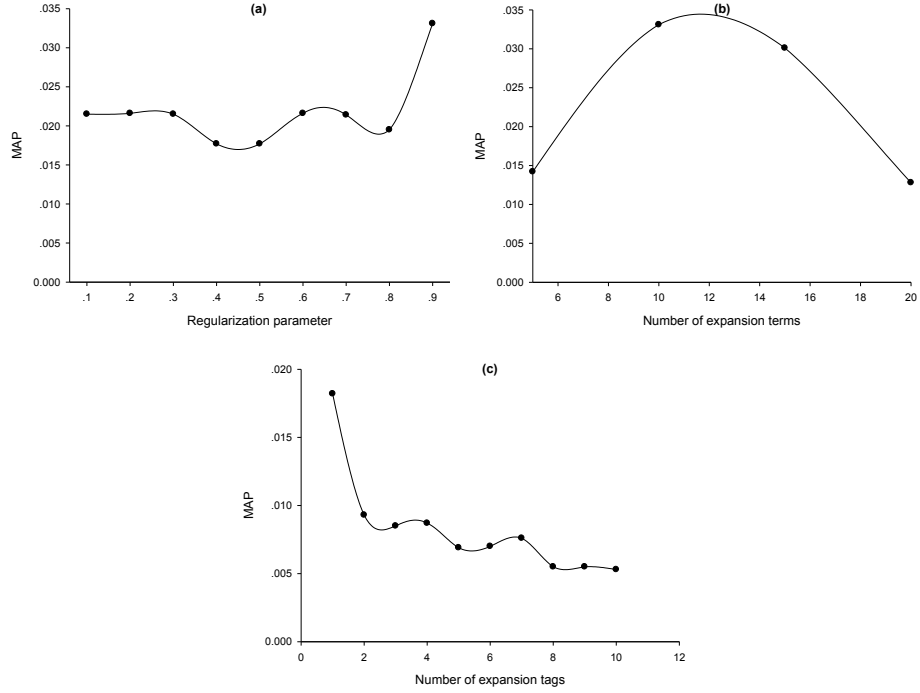 (a)
.035
.030
.025
.020
.015
.010
.005
0.000
MAP
.1 .2 .3 .4 .5 .6 .7 .8 .9
Regularization parameter
(b)
.035
.030
.025
.020
.015
.010
.005
0.000
MAP
6 8 10 12 14 16 18 20
Number of expansion terms
(c)
.020
.015
.010
.005
0.000
MAP
0 2 4 6 8 10 12
Number of expansion tags